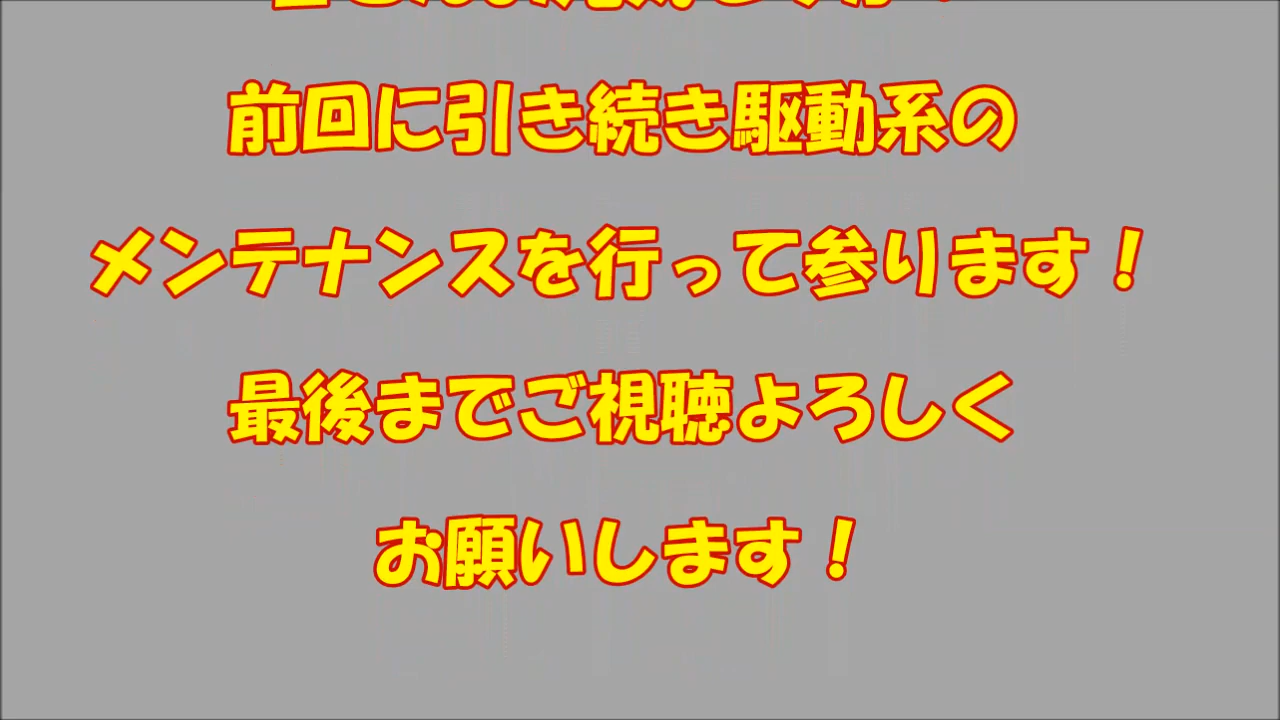 前回に引き続き駆動系の
メンテナンスを行って参ります！
最後までご視聴よろしく
お願いします！